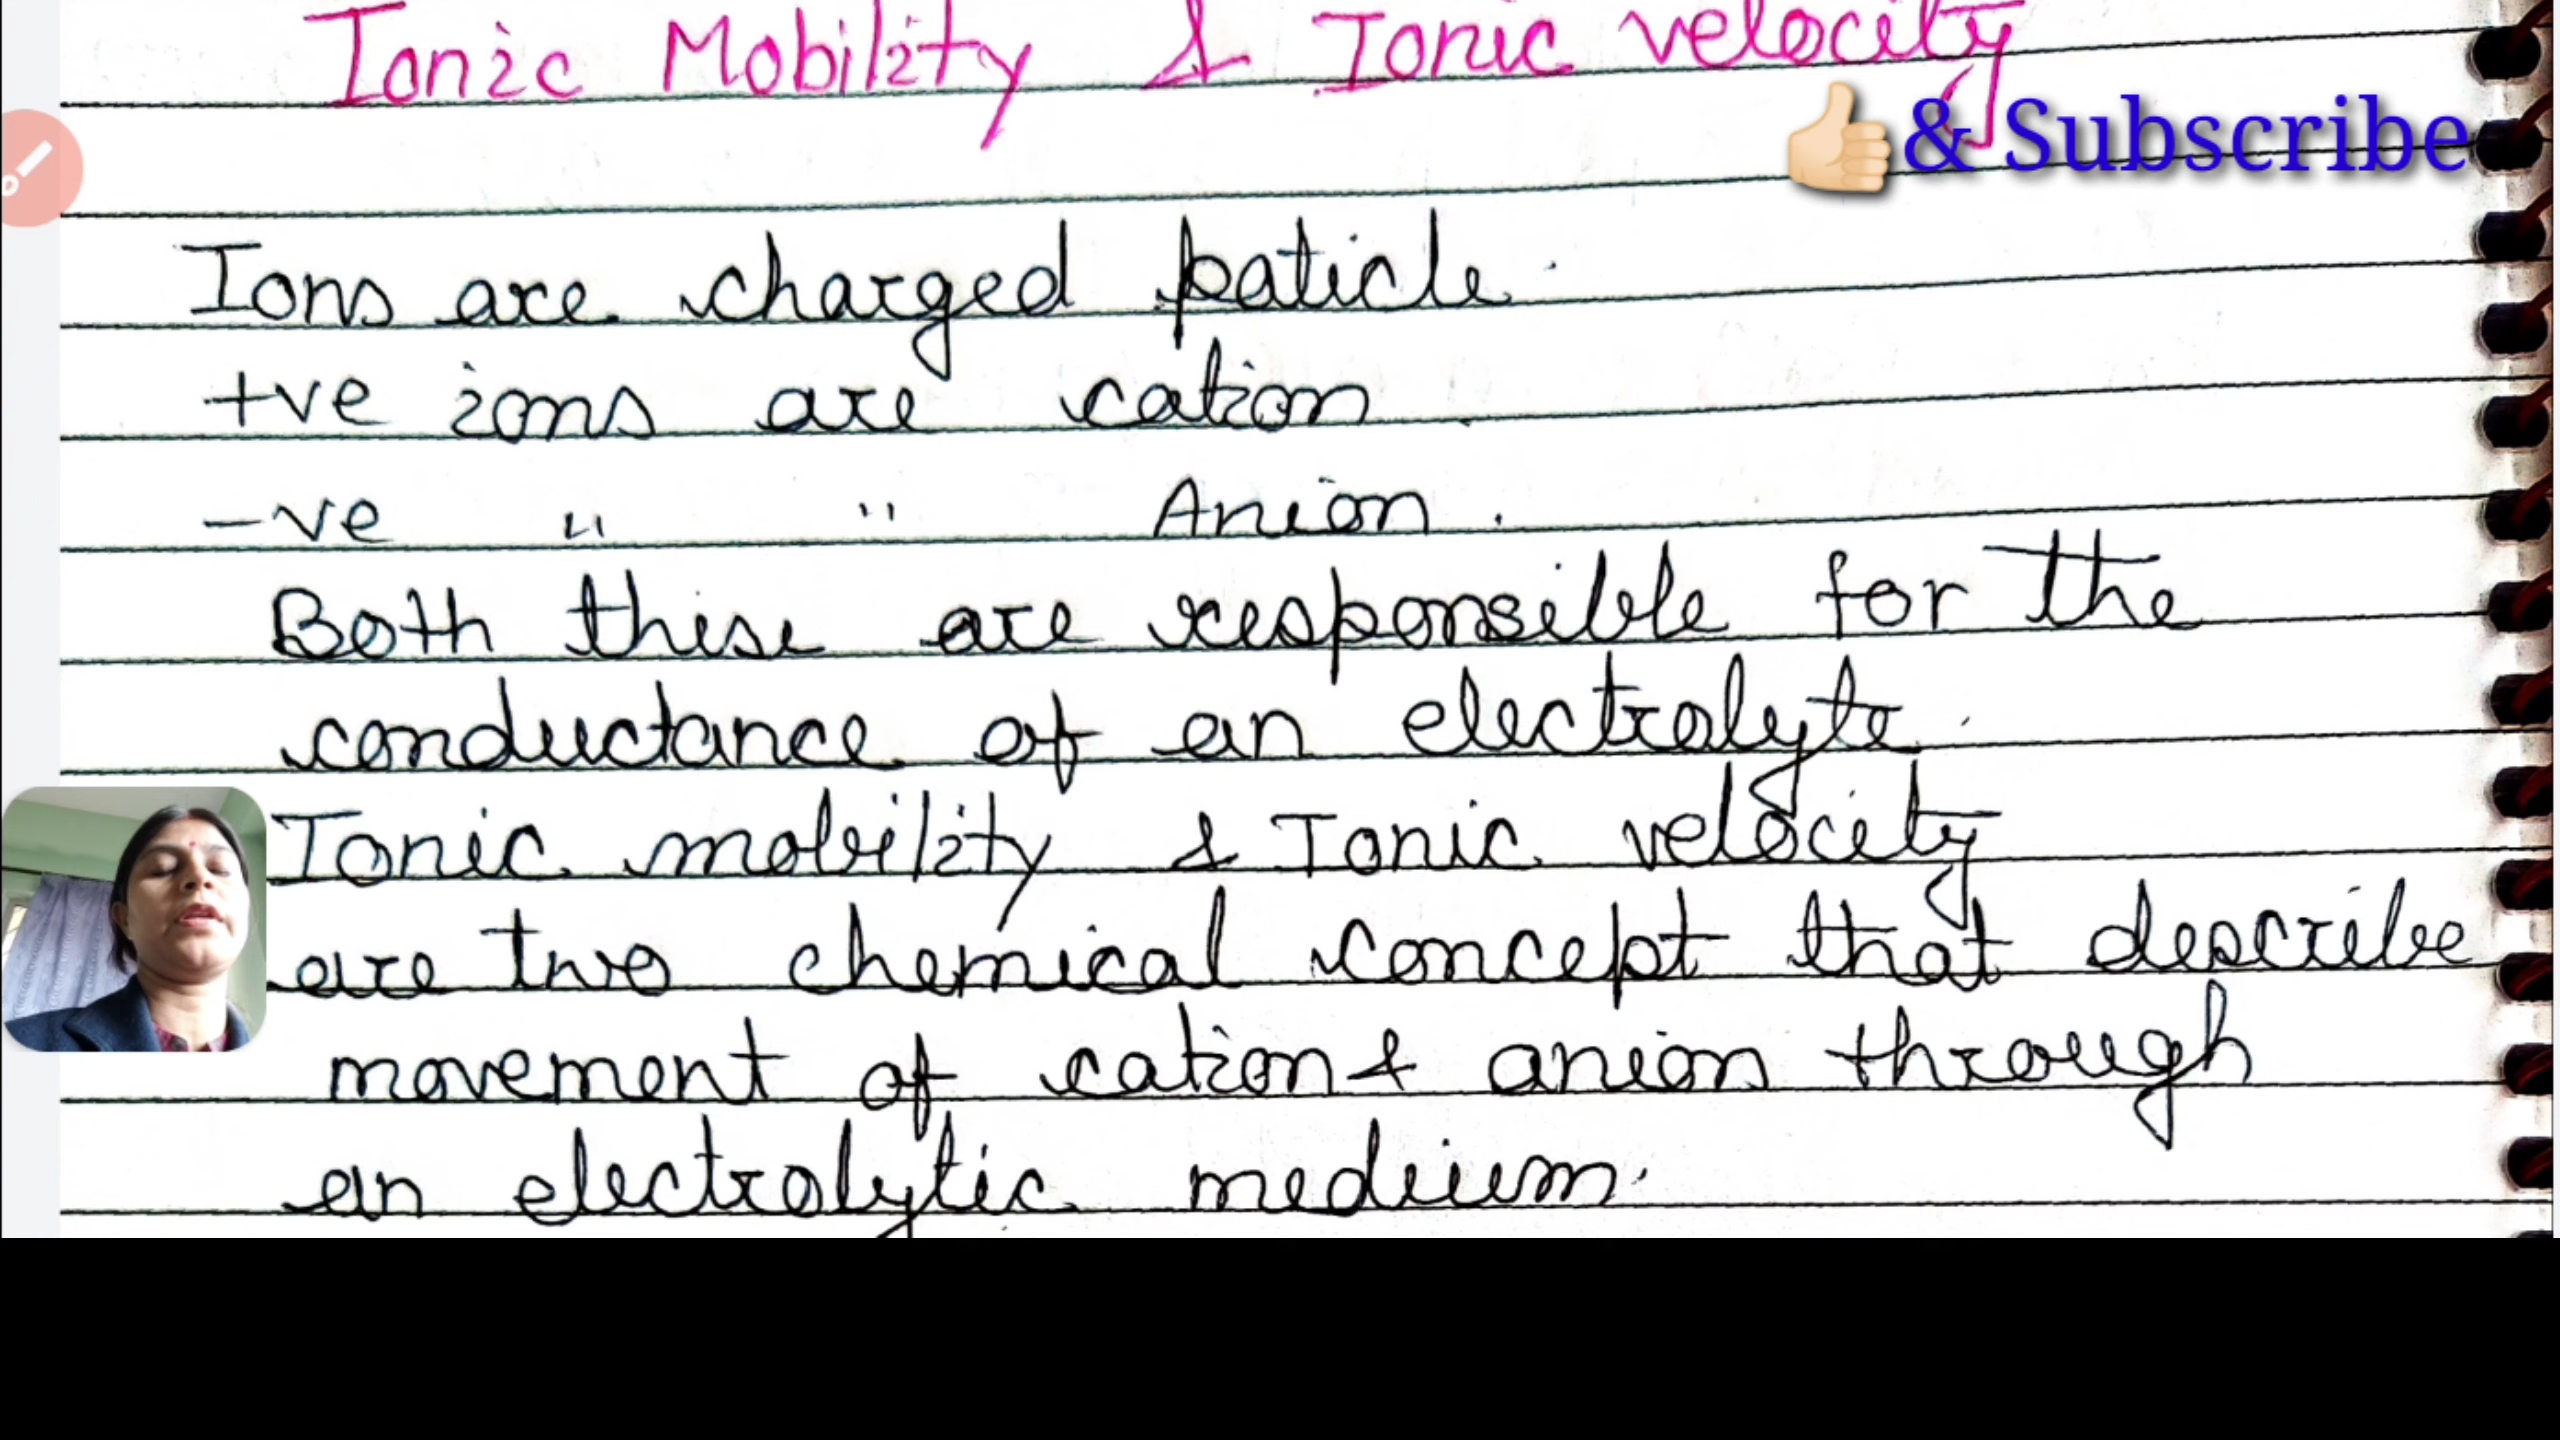 Ionic Mobility & Ionic velocity
👍🏻& Subscribe
Ions are charged paticle.
+ve ions are cation
-ve " " Anion.
Both these are responsible for the
conductance of an electrolyte.
Ionic mobility & Ionic velocity
are two chemical concept that describe
movement of cation & anion through
an electrolytic medium.